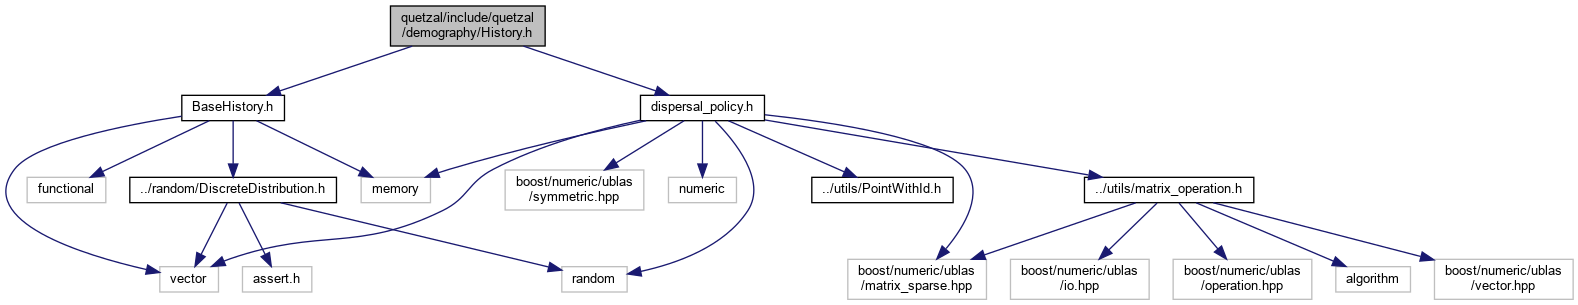 quetzal/include/quetzal
/demography/History.h
BaseHistory.h
dispersal_policy.h
functional
../random/DiscreteDistribution.h
memory
boost/numeric/ublas
/symmetric.hpp
numeric
../utils/PointWithId.h
../utils/matrix_operation.h
vector
assert.h
random
boost/numeric/ublas
/matrix_sparse.hpp
boost/numeric/ublas
/io.hpp
boost/numeric/ublas
/operation.hpp
algorithm
boost/numeric/ublas
/vector.hpp